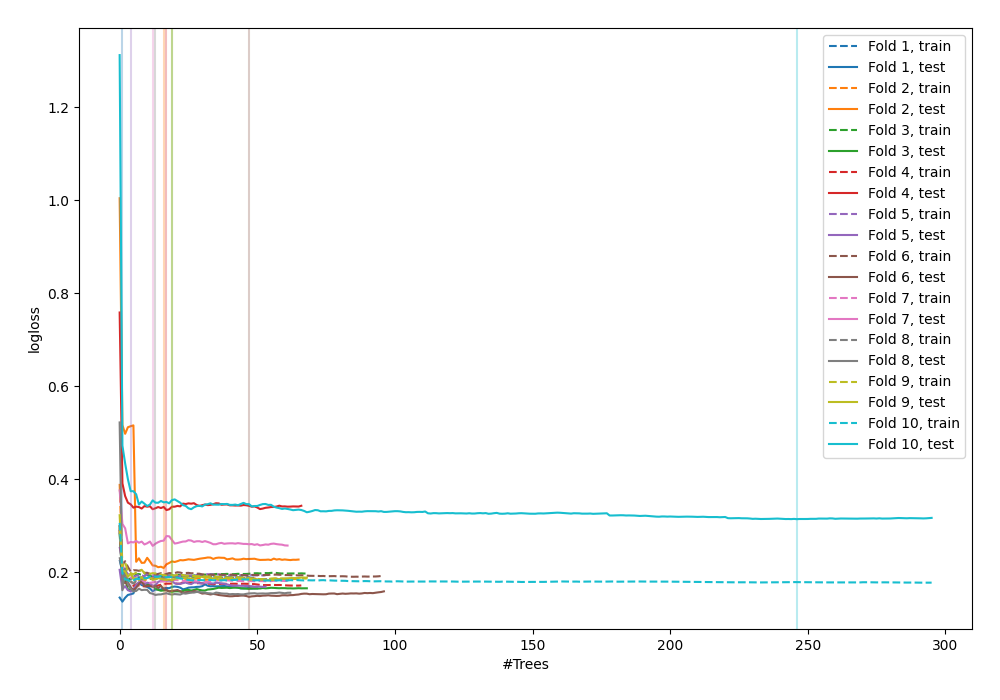 1.2
1.0
0.8
0.6
0.4
0.2
logloss
0
50
100
150
200
250
300
#Trees
Fold 1, train
Fold 1, test
Fold 2, train
Fold 2, test
Fold 3, train
Fold 3, test
Fold 4, train
Fold 4, test
Fold 5, train
Fold 5, test
Fold 6, train
Fold 6, test
Fold 7, train
Fold 7, test
Fold 8, train
Fold 8, test
Fold 9, train
Fold 9, test
Fold 10, train
Fold 10, test